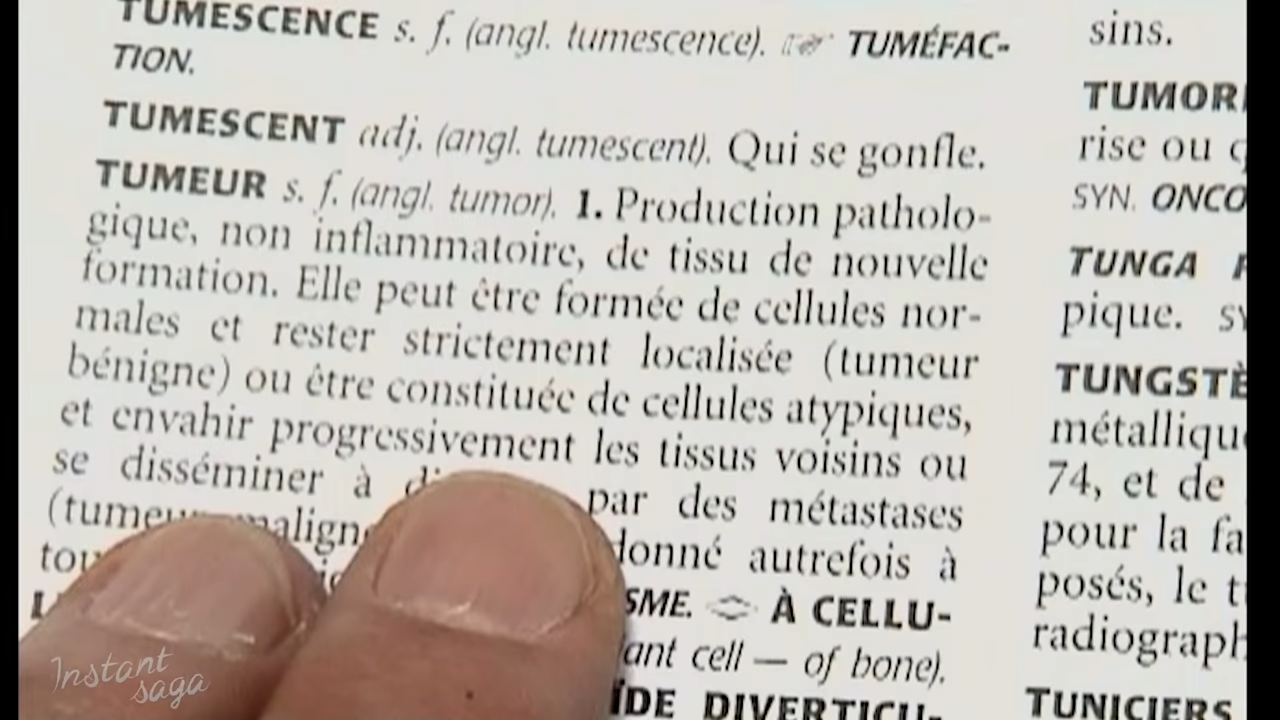 TUMESCENCE s. f. (angl. tumescence). ☞ TUMÉFAC-
TION.
TUMESCENT adj. (angl. tumescent). Qui se gonfle.
TUMEUR s. f. (angl. tumor). 1. Production patholo-
gique, non inflammatoire, de tissu de nouvelle
formation. Elle peut être formée de cellules nor-
males et rester strictement localisée (tumeur
bénigne) ou être constituée de cellules atypiques,
et envahir progressivement les tissus voisins ou
se disséminer à par des métastases
donné autrefois à
SME. À CELLU-
ant cell — of bone).
ÏDE DIVERTICU-
sins.
TUMOR
rise ou
SYN. ONCO
TUNGA
pique. SY
TUNGSTÈ
métallique
74, et de
pour la fa
posés, le t
radiograph
TUNICIERS
Instant
saga